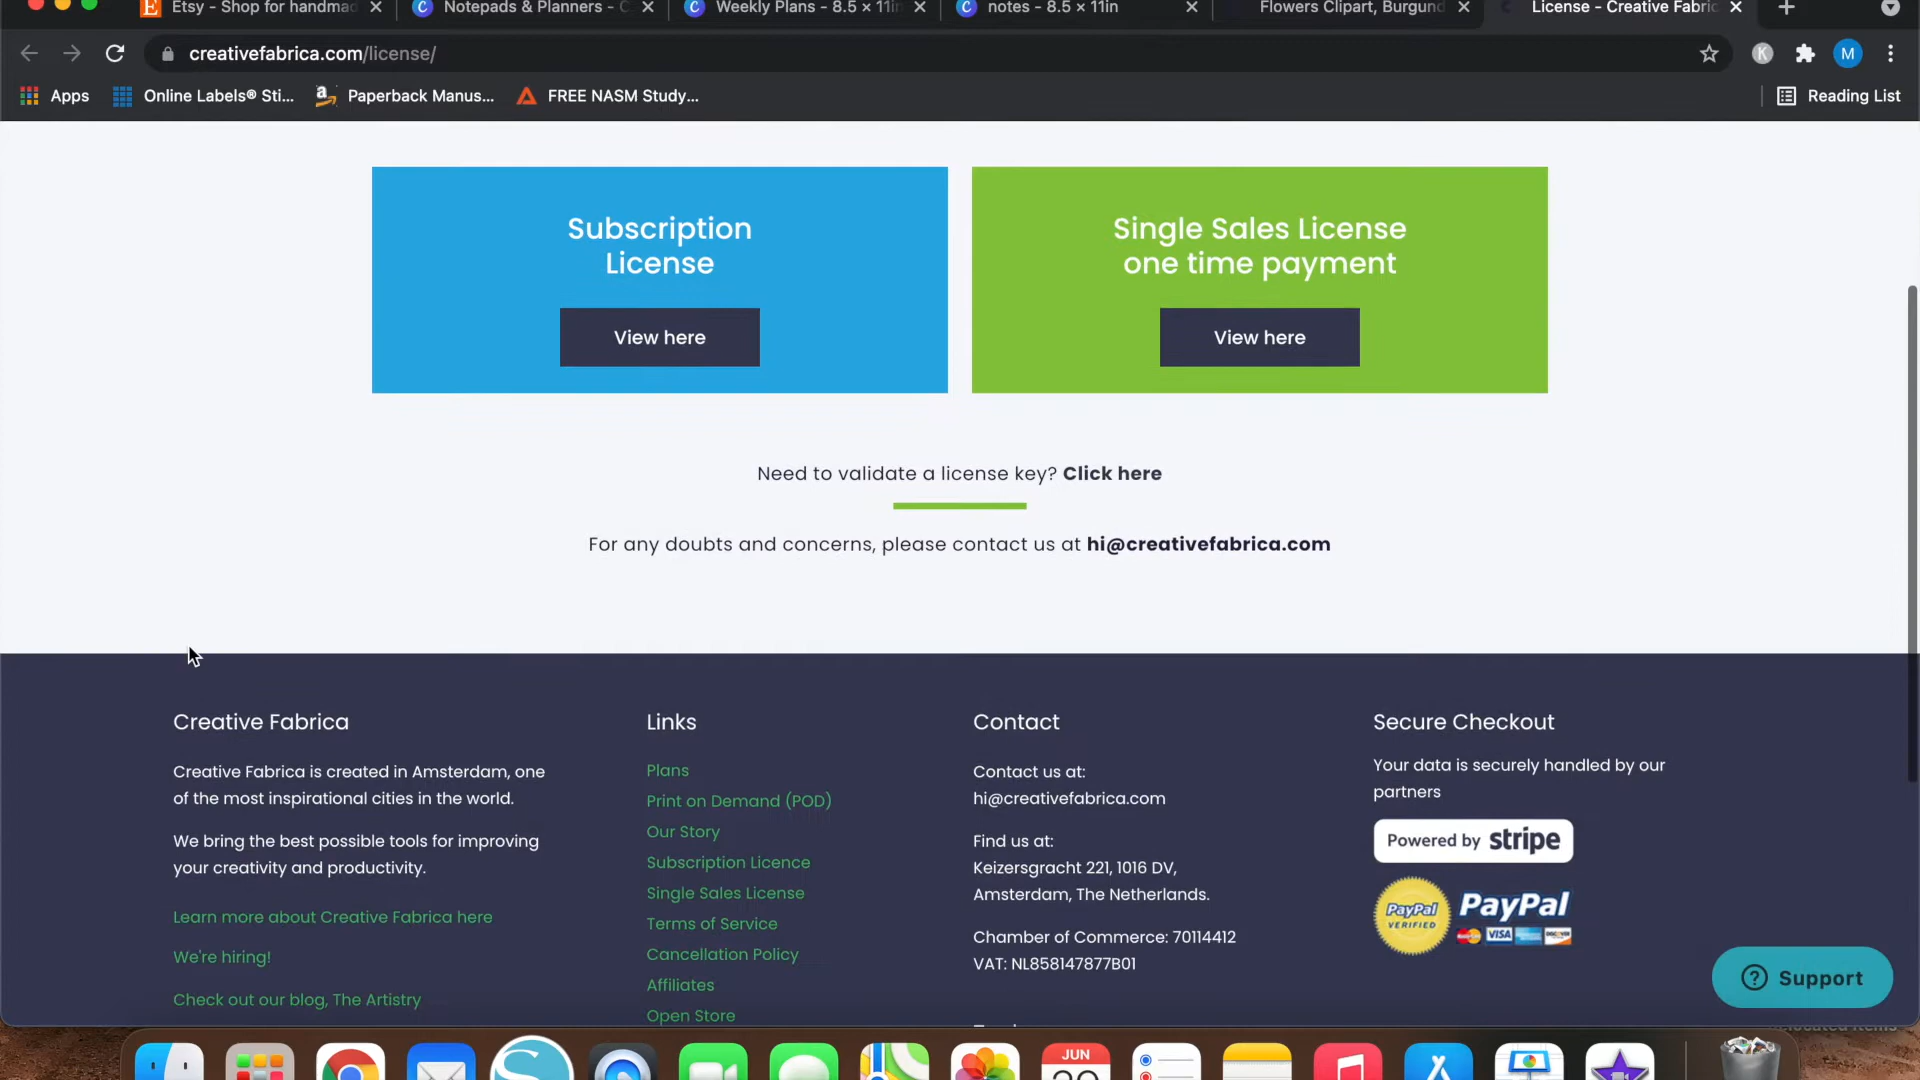 Etsy - Shop for handmad
Notepads & Planners - C
Weekly Plans - 8.5 × 11in
notes - 8.5 × 11in
Flowers Clipart, Burgund
License - Creative Fabric
creativefabrica.com/license/
K
M
Apps
Online Labels® Sti...
Paperback Manus...
FREE NASM Study...
Reading List
Subscription
License
View here
Single Sales License
one time payment
View here
Need to validate a license key? Click here
For any doubts and concerns, please contact us at hi@creativefabrica.com
Creative Fabrica
Creative Fabrica is created in Amsterdam, one
of the most inspirational cities in the world.
We bring the best possible tools for improving
your creativity and productivity.
Learn more about Creative Fabrica here
We're hiring!
Check out our blog, The Artistry
Links
Plans
Print on Demand (POD)
Our Story
Subscription Licence
Single Sales License
Terms of Service
Cancellation Policy
Affiliates
Open Store
Contact
Contact us at:
hi@creativefabrica.com
Find us at:
Keizersgracht 221, 1016 DV,
Amsterdam, The Netherlands.
Chamber of Commerce: 70114412
VAT: NL858147877B01
Secure Checkout
Your data is securely handled by our
partners
Powered by stripe
PayPal
VERIFIED
PayPal
VISA
Support
JUN